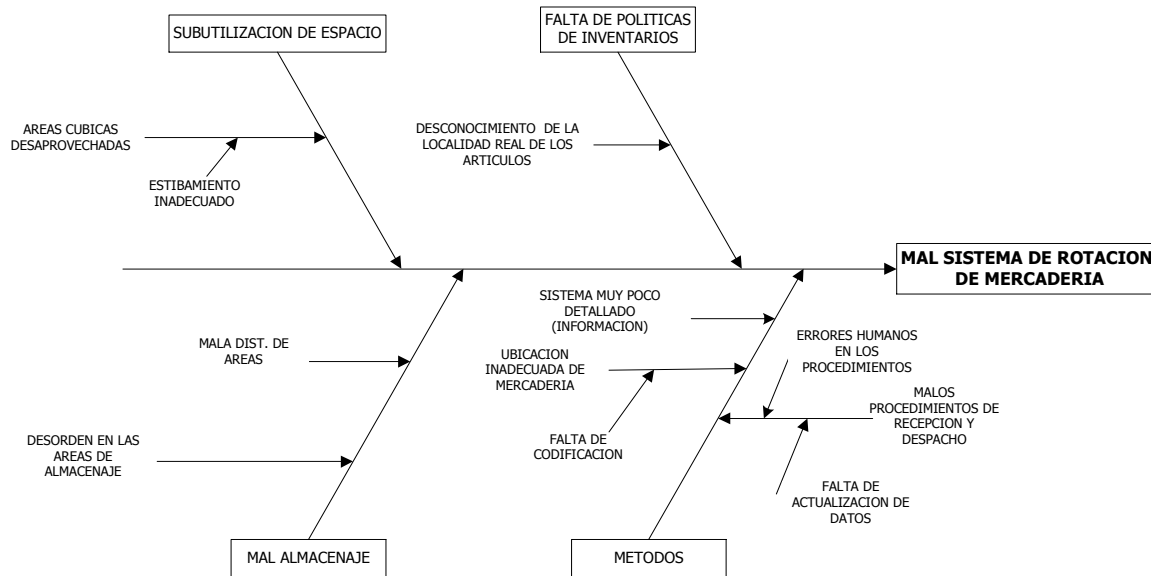 SUBUTILIZACION DE ESPACIO
FALTA DE POLITICAS
DE INVENTARIOS
AREAS CUBICAS
DESAPROVECHADAS
ESTIBAMIENTO
INADECUADO
DESCONOCIMIENTO DE LA
LOCALIDAD REAL DE LOS
ARTICULOS
MAL SISTEMA DE ROTACION
DE MERCADERIA
MALA DIST. DE
AREAS
DESORDEN EN LAS
AREAS DE
ALMACENAJE
SISTEMA MUY POCO
DETALLADO
(INFORMACION)
UBICACION
INADECUADA DE
MERCADERIA
FALTA DE
CODIFICACION
ERRORES HUMANOS
EN LOS
PROCEDIMIENTOS
MALOS
PROCEDIMIENTOS DE
RECEPCION Y
DESPACHO
FALTA DE
ACTUALIZACION DE
DATOS
MAL ALMACENAJE
METODOS